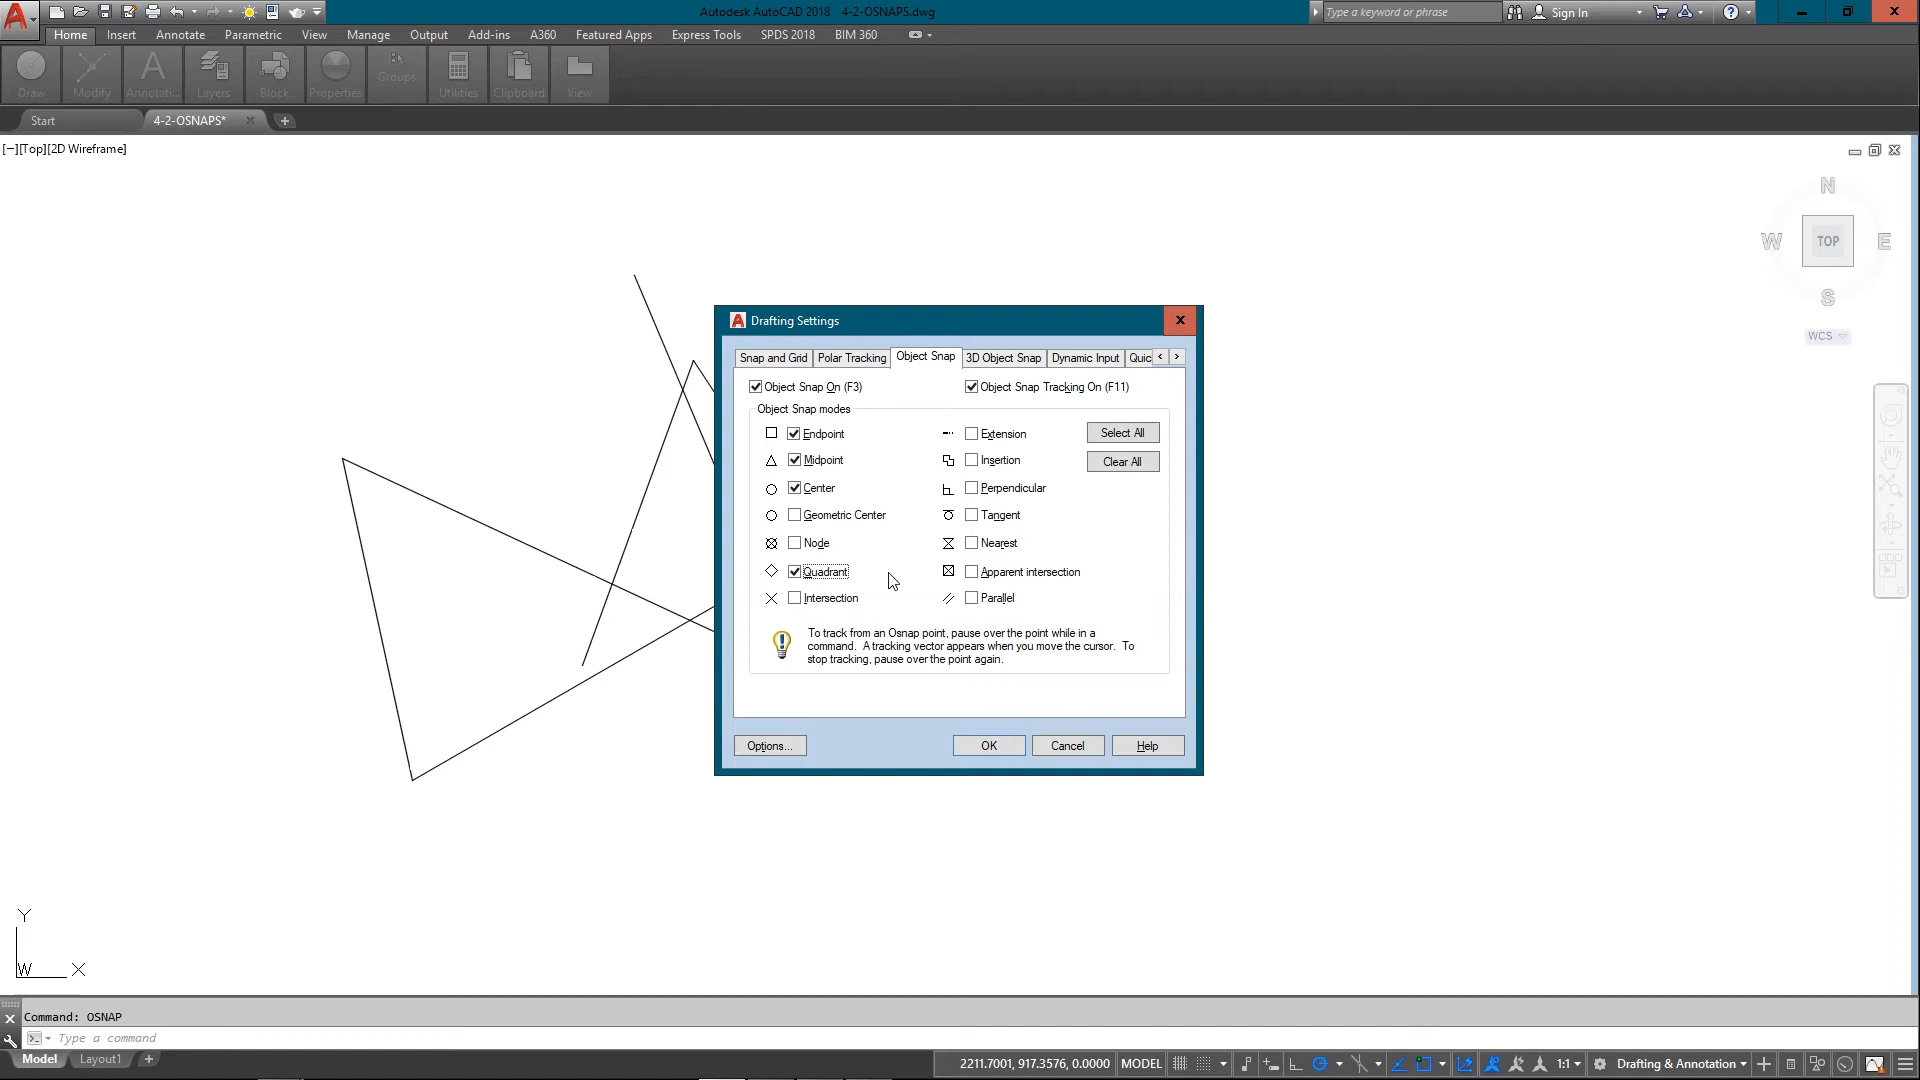 Autodesk AutoCAD 2018 4-2-OSNAPS.dwg
Type a keyword or phrase
Sign In
Home Insert Annotate Parametric View Manage Output Add-ins A360 Featured Apps Express Tools SPDS 2018 BIM 360
Draw Modify Annotati... Layers Block Properties Groups Utilities Clipboard View
Start 4-2-OSNAPS*
[−][Top][2D Wireframe]
N
W TOP E
S
WCS
Drafting Settings
Snap and Grid Polar Tracking Object Snap 3D Object Snap Dynamic Input Quic
Object Snap On (F3) Object Snap Tracking On (F11)
Object Snap modes
Endpoint Extension Select All
Midpoint Insertion Clear All
Center Perpendicular
Geometric Center Tangent
Node Nearest
Quadrant Apparent intersection
Intersection Parallel
To track from an Osnap point, pause over the point while in a
command. A tracking vector appears when you move the cursor. To
stop tracking, pause over the point again.
Options... OK Cancel Help
Y
W X
Command: OSNAP
Type a command
Model Layout1 +
2211.7001, 917.3576, 0.0000 MODEL 1:1 Drafting & Annotation